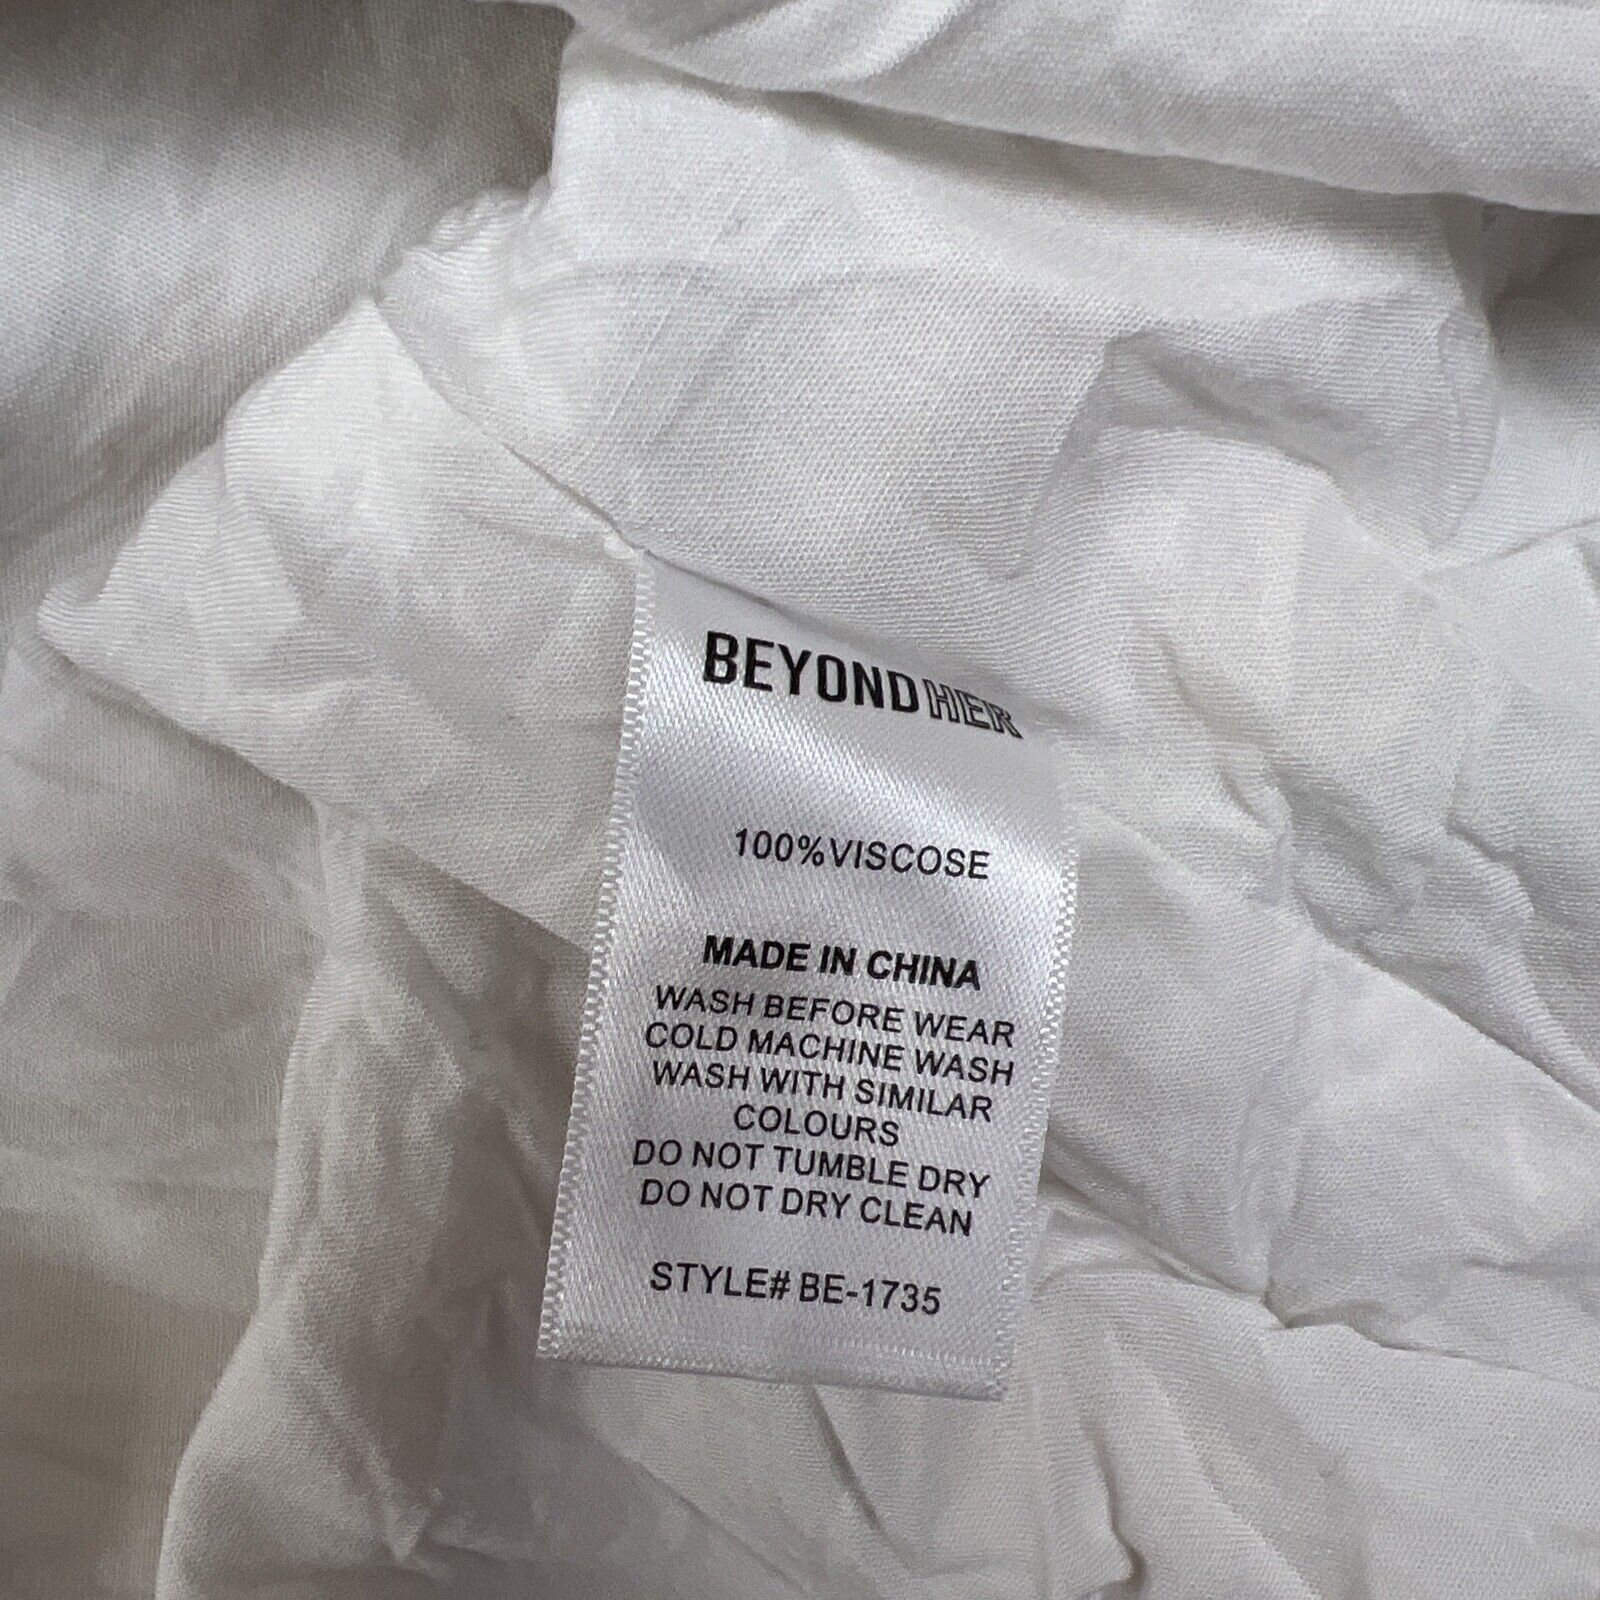 BEYOND HER
100%VISCOSE
MADE IN CHINA
WASH BEFORE WEAR
COLD MACHINE WASH
WASH WITH SIMILAR
COLOURS
DO NOT TUMBLE DRY
DO NOT DRY CLEAN
STYLE# BE-1735